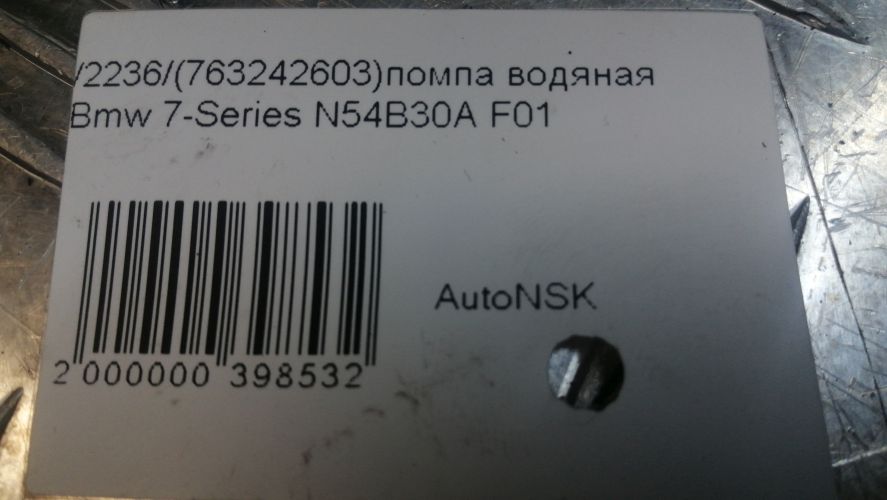 /2236/(763242603)помпа водяная
Bmw 7-Series N54B30A F01
AutoNSK
2 000000 398532